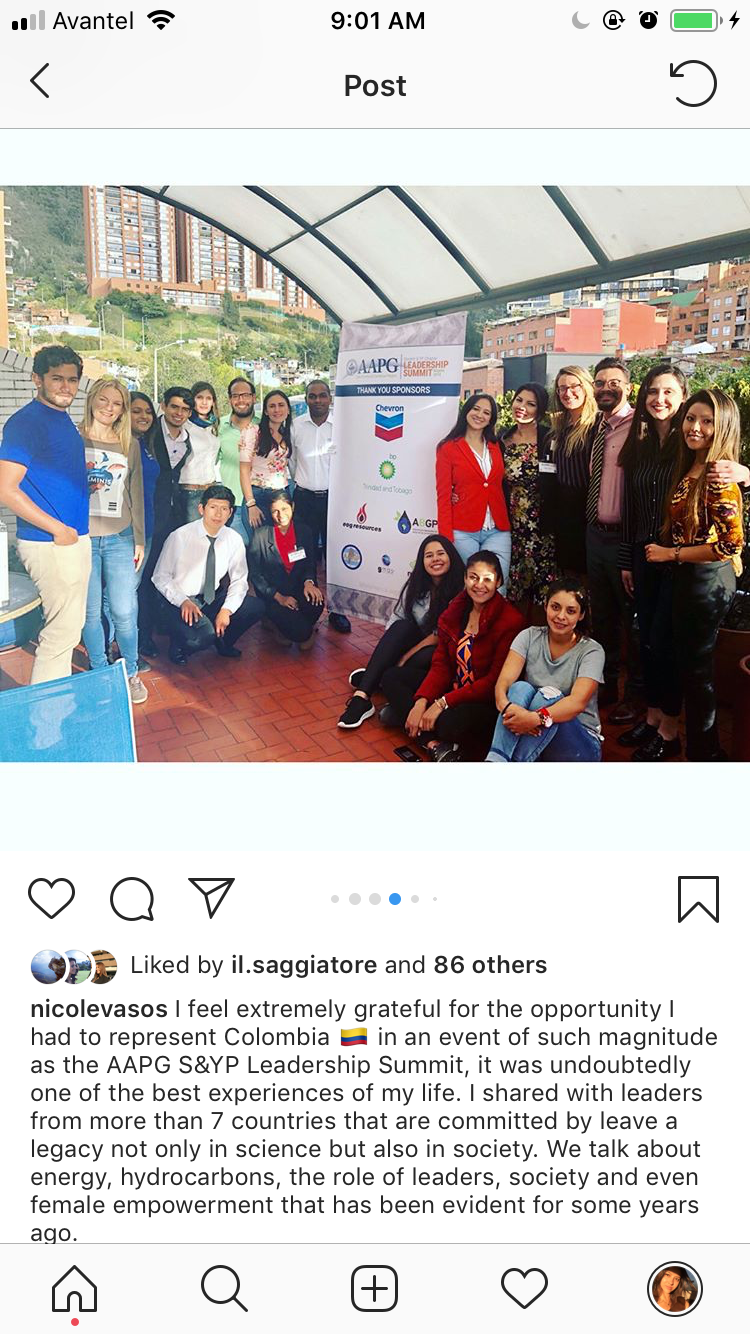 Avantel
9:01 AM
Post
AAPG
LEADERSHIP
SUMMIT
THANK YOU SPONSORS
Chevron
bp
Trinidad and Tobago
eog resources
ABGP
Liked by il.saggiatore and 86 others
nicolevasos I feel extremely grateful for the opportunity I
had to represent Colombia 🇨🇴 in an event of such magnitude
as the AAPG S&YP Leadership Summit, it was undoubtedly
one of the best experiences of my life. I shared with leaders
from more than 7 countries that are committed by leave a
legacy not only in science but also in society. We talk about
energy, hydrocarbons, the role of leaders, society and even
female empowerment that has been evident for some years
ago.